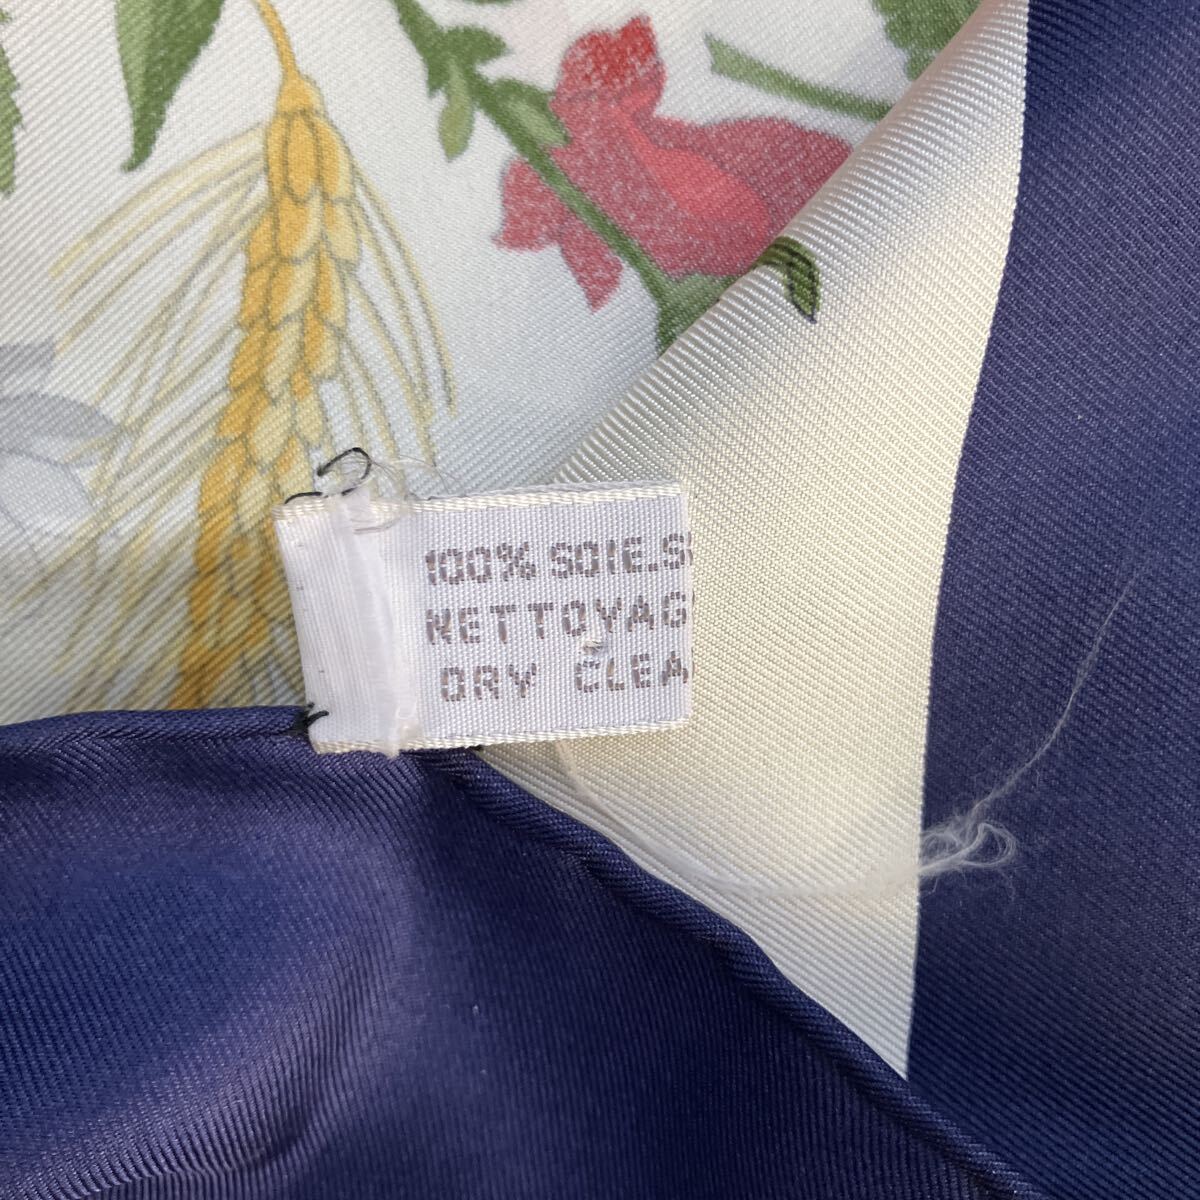 100% SOIE.S
NETTOYAG
DRY CLEA